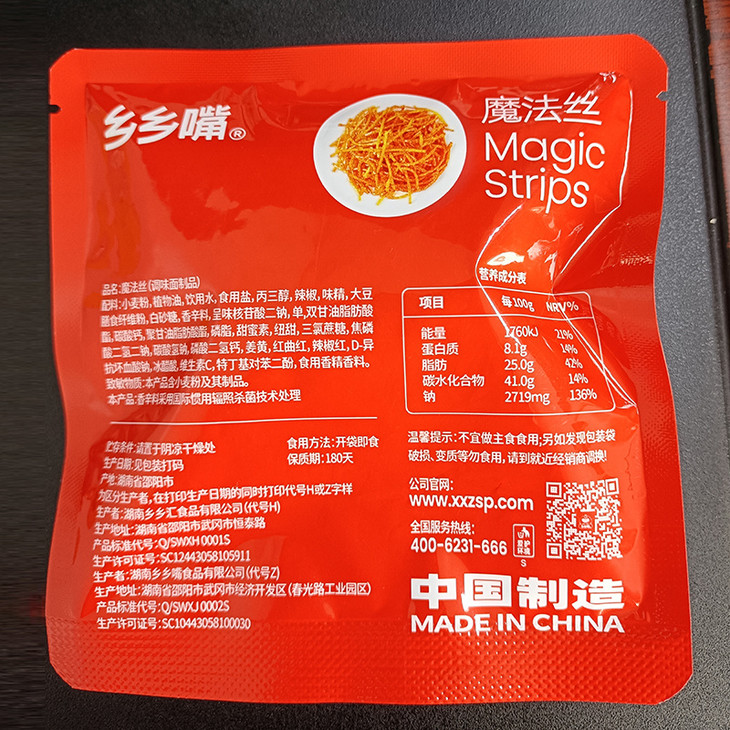 乡乡嘴®
魔法丝
Magic
Strips
品名:魔法丝(调味面制品)
配料:小麦粉,植物油,饮用水,食用盐,丙三醇,辣椒,味精,大豆
膳食纤维粉,白砂糖,香辛料,呈味核苷酸二钠,单,双甘油脂肪酸
酯,碳酸钙,聚甘油脂肪酸酯,磷脂,甜蜜素,纽甜,三氯蔗糖,焦磷
酸二氢二钠,碳酸氢钠,磷酸二氢钙,姜黄,红曲红,辣椒红,D-异
抗坏血酸钠,冰醋酸,维生素C,特丁基对苯二酚,食用香精香料。
致敏物质:本产品含小麦粉及其制品。
本产品:香辛料采用国际惯用辐照杀菌技术处理
营养成分表
项目 每100g NRV%
能量 1760kJ 21%
蛋白质 8.1g 14%
脂肪 25.0g 42%
碳水化合物 41.0g 14%
钠 2719mg 136%
贮存条件:请置于阴凉干燥处
食用方法:开袋即食
生产日期:见包装打码
保质期:180天
产地:湖南省邵阳市
为区分生产者,在打印生产日期的同时打印代号H或Z字样
生产者:湖南乡乡汇食品有限公司(代号H)
生产地址:湖南省邵阳市武冈市恒泰路
产品标准代号:Q/SWXH 0001S
生产许可证号:SC12443058105911
生产者:湖南乡乡嘴食品有限公司(代号Z)
生产地址:湖南省邵阳市武冈市经济开发区(春光路工业园区)
产品标准代号:Q/SWXJ 0002S
生产许可证号:SC10443058100030
温馨提示:不宜做主食食用;另如发现包装袋
破损、变质等勿食用,请到就近经销商调换!
公司官网:
www.xxzsp.com
全国服务热线:
400-6231-666
S
中国制造
MADE IN CHINA